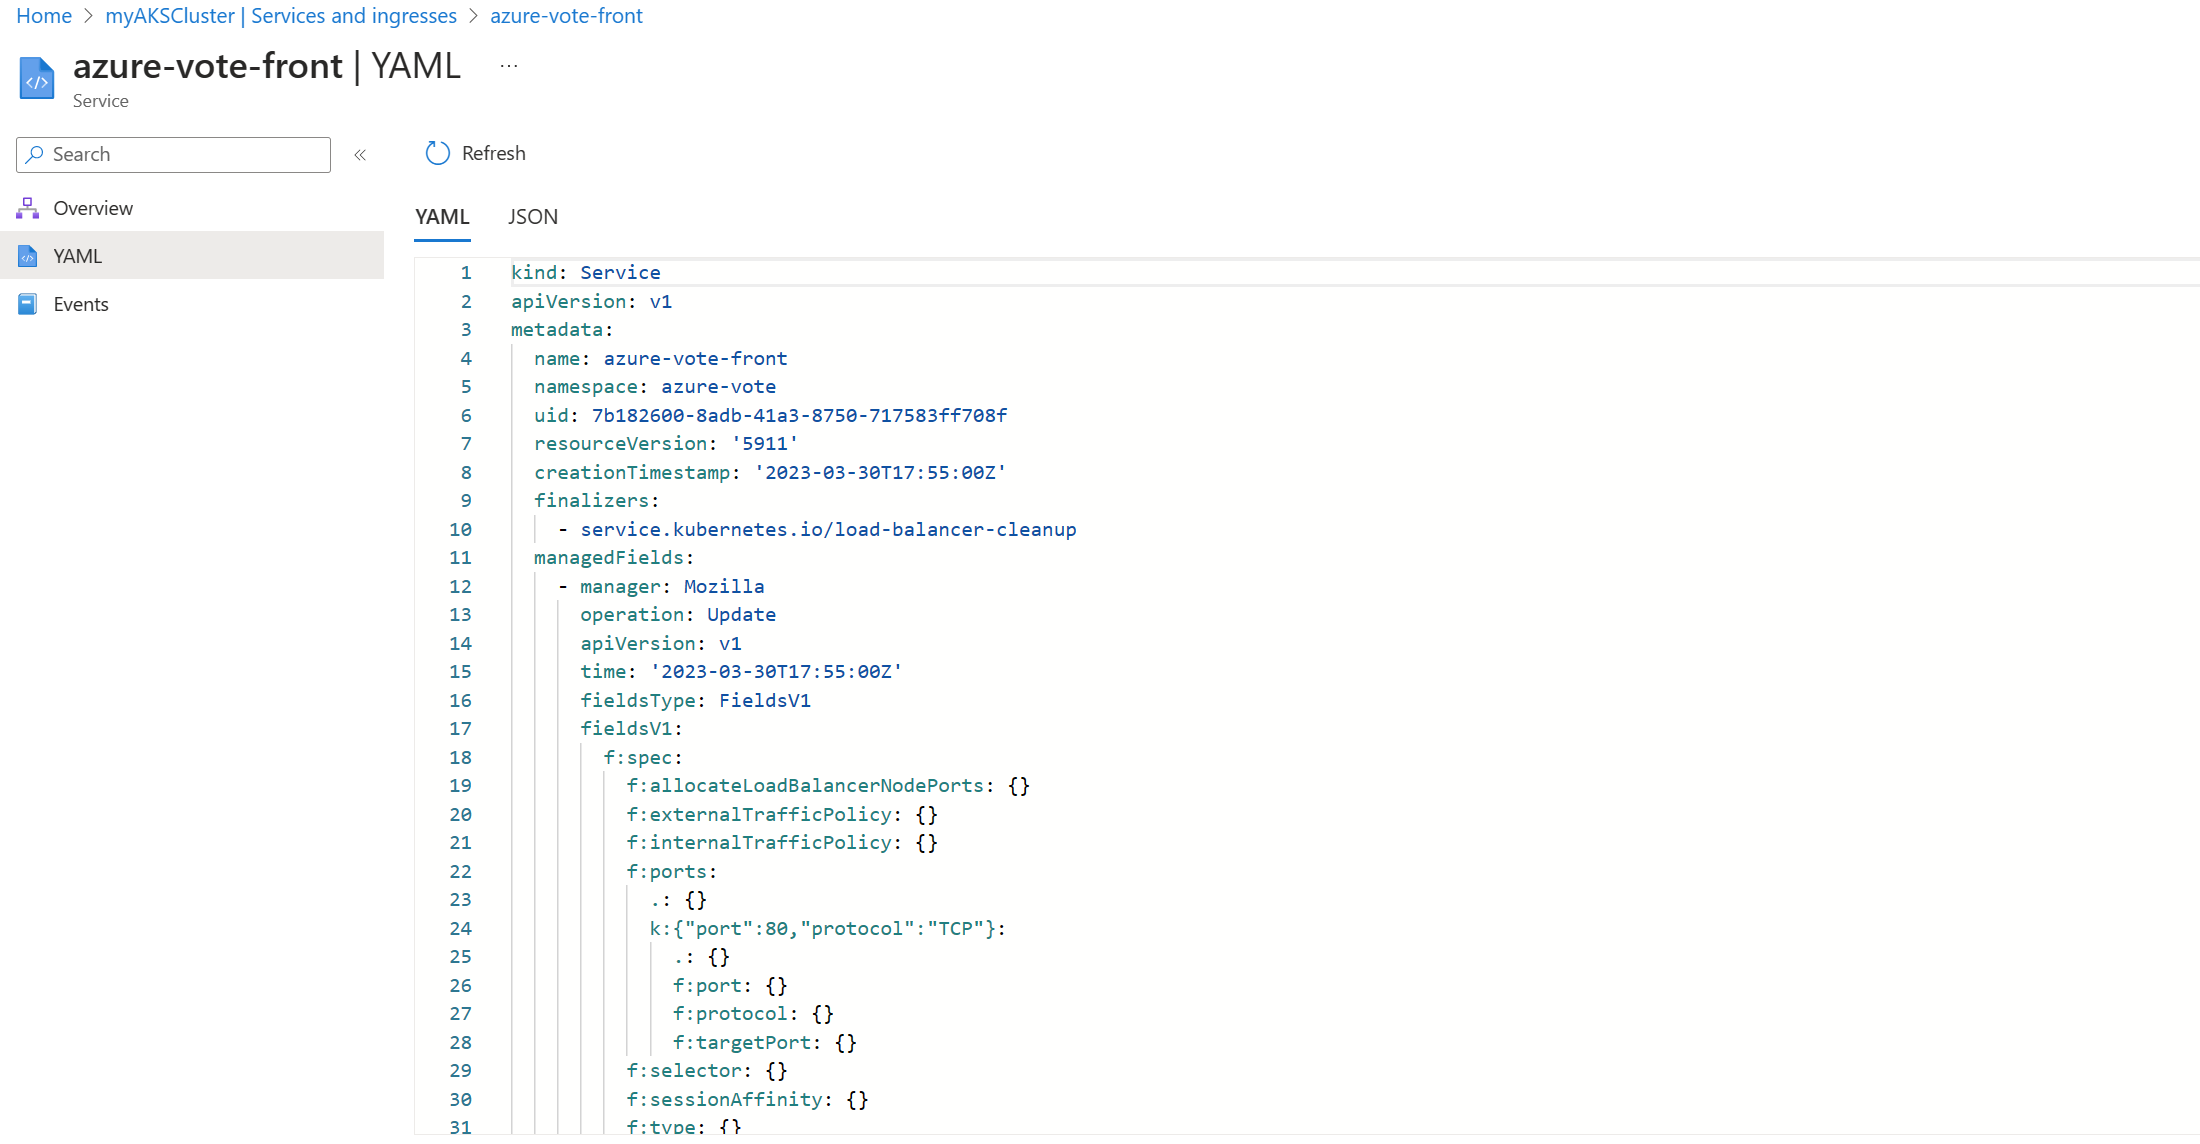 Home > myAKSCluster | Services and ingresses > azure-vote-front
azure-vote-front | YAML ...
Service
Search «
Refresh
Overview
YAML
Events
YAML JSON
1 kind: Service
2 apiVersion: v1
3 metadata:
4   name: azure-vote-front
5   namespace: azure-vote
6   uid: 7b182600-8adb-41a3-8750-717583ff708f
7   resourceVersion: '5911'
8   creationTimestamp: '2023-03-30T17:55:00Z'
9   finalizers:
10     - service.kubernetes.io/load-balancer-cleanup
11   managedFields:
12     - manager: Mozilla
13       operation: Update
14       apiVersion: v1
15       time: '2023-03-30T17:55:00Z'
16       fieldsType: FieldsV1
17       fieldsV1:
18         f:spec:
19           f:allocateLoadBalancerNodePorts: {}
20           f:externalTrafficPolicy: {}
21           f:internalTrafficPolicy: {}
22           f:ports:
23             .: {}
24             k:{"port":80,"protocol":"TCP"}:
25               .: {}
26               f:port: {}
27               f:protocol: {}
28               f:targetPort: {}
29           f:selector: {}
30           f:sessionAffinity: {}
31           f:type: {}